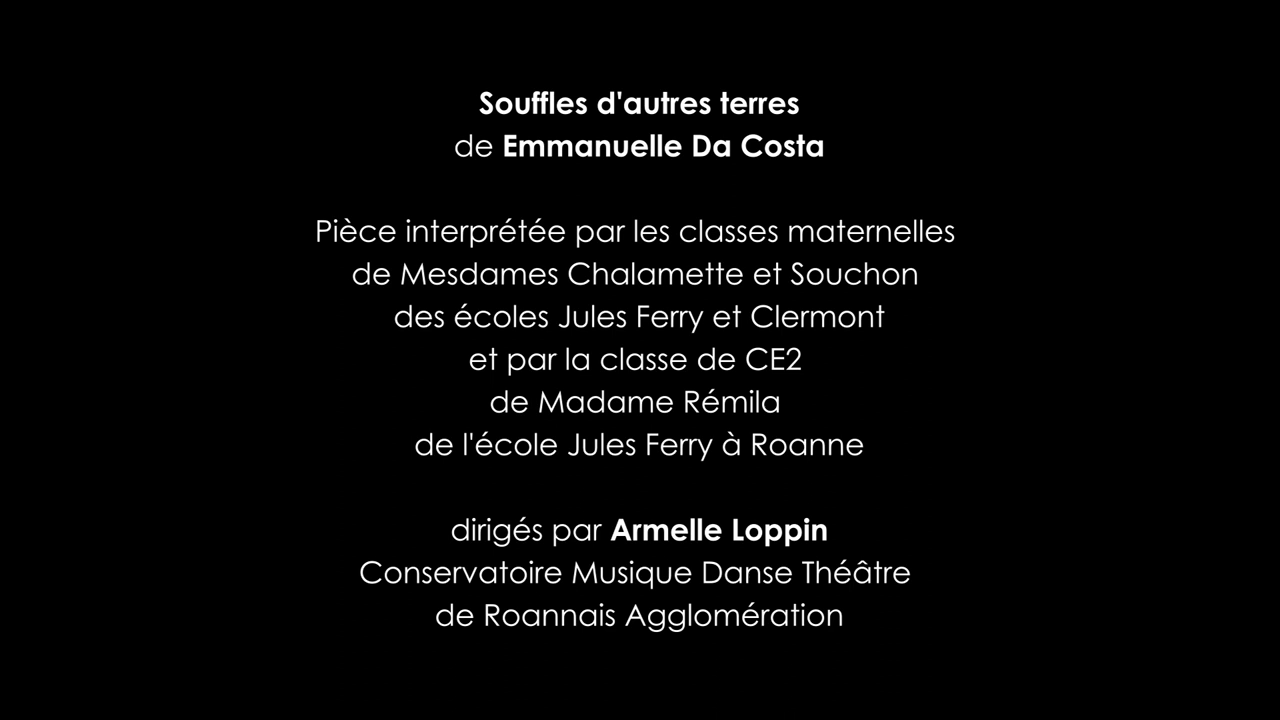 Souffles d'autres terres
de Emmanuelle Da Costa
Pièce interprétée par les classes maternelles
de Mesdames Chalamette et Souchon
des écoles Jules Ferry et Clermont
et par la classe de CE2
de Madame Rémila
de l'école Jules Ferry à Roanne
dirigés par Armelle Loppin
Conservatoire Musique Danse Théâtre
de Roannais Agglomération